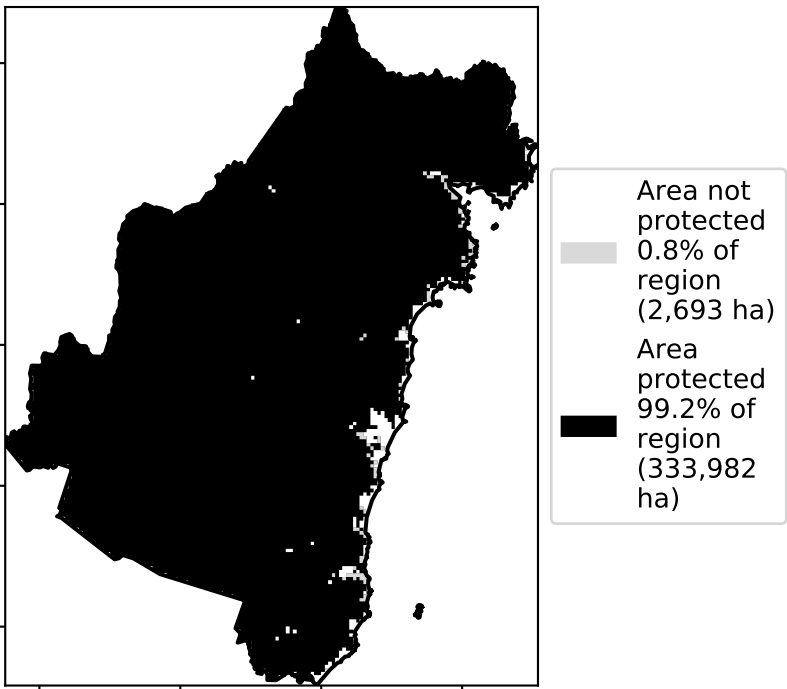 Area not
protected
0.8% of
region
(2,693 ha)
Area
protected
99.2% of
region
(333,982
ha)